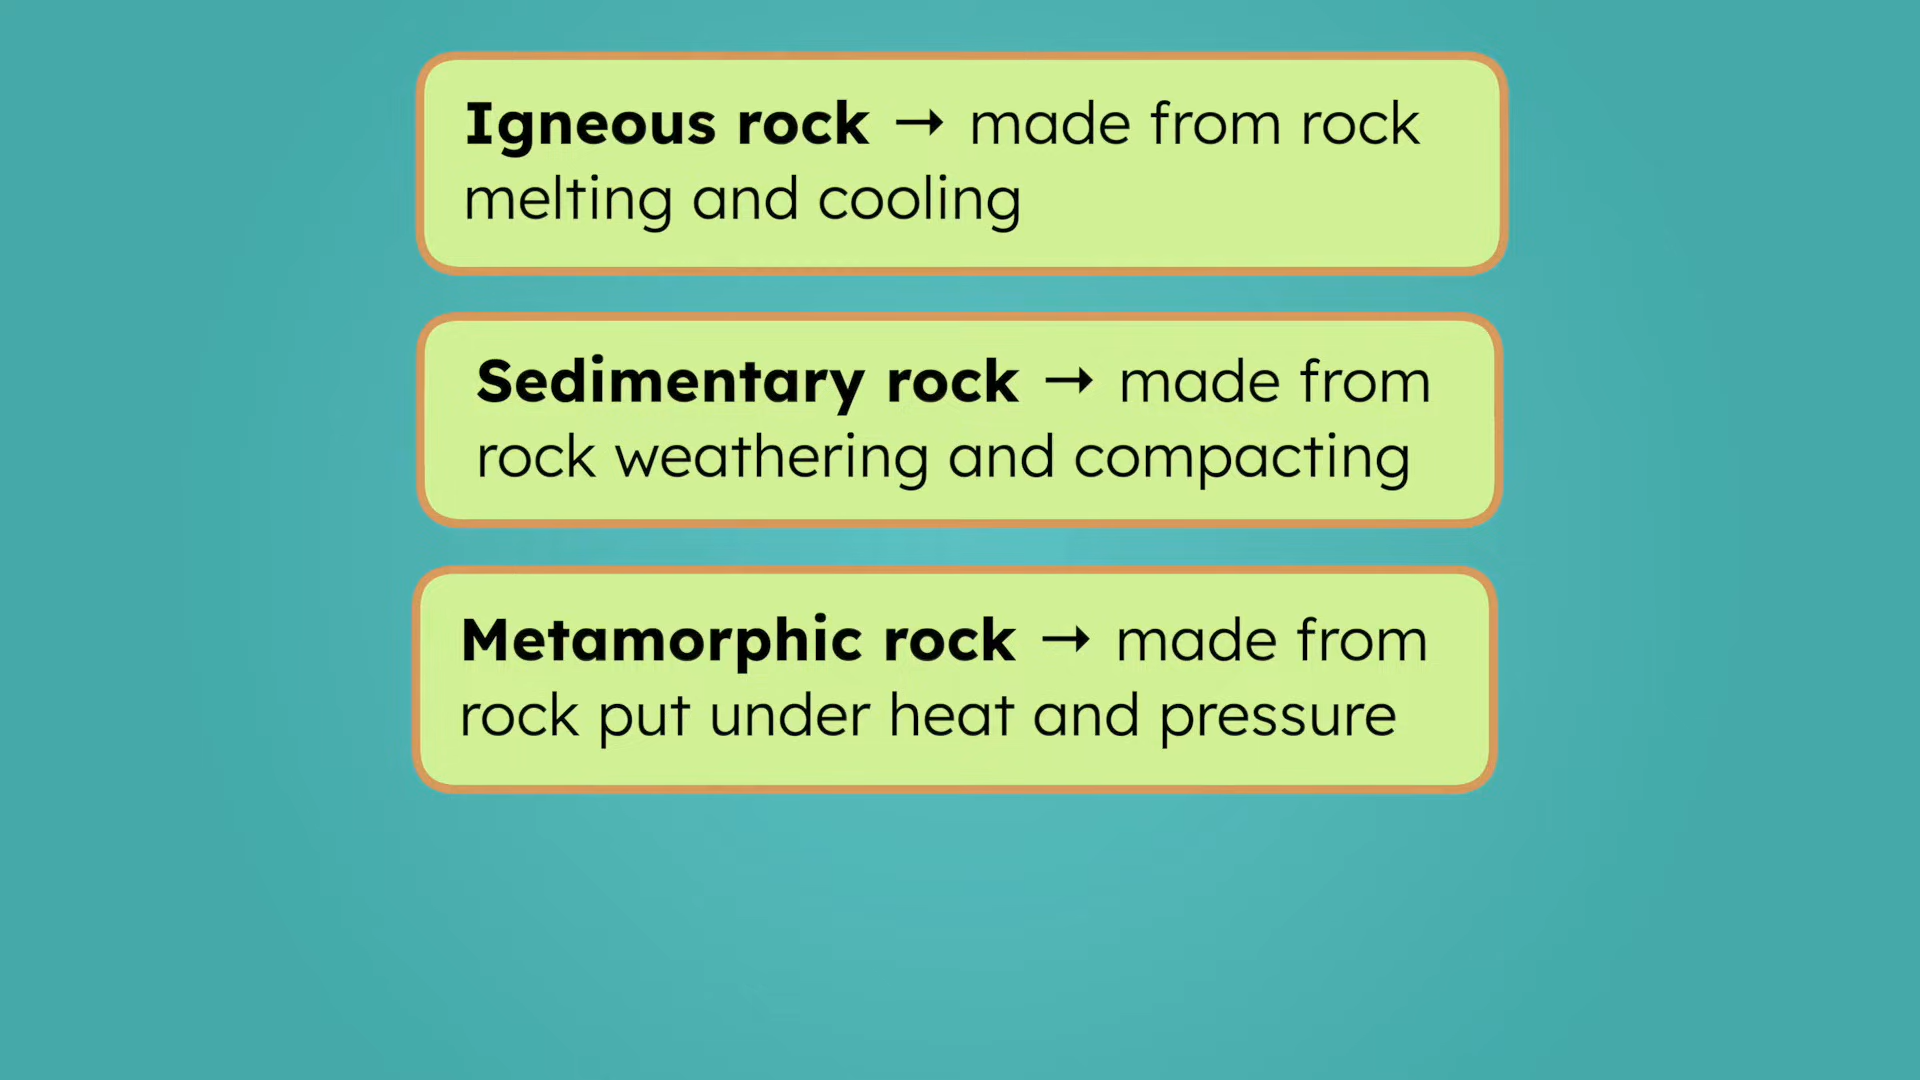 Igneous rock → made from rock
melting and cooling
Sedimentary rock → made from
rock weathering and compacting
Metamorphic rock → made from
rock put under heat and pressure